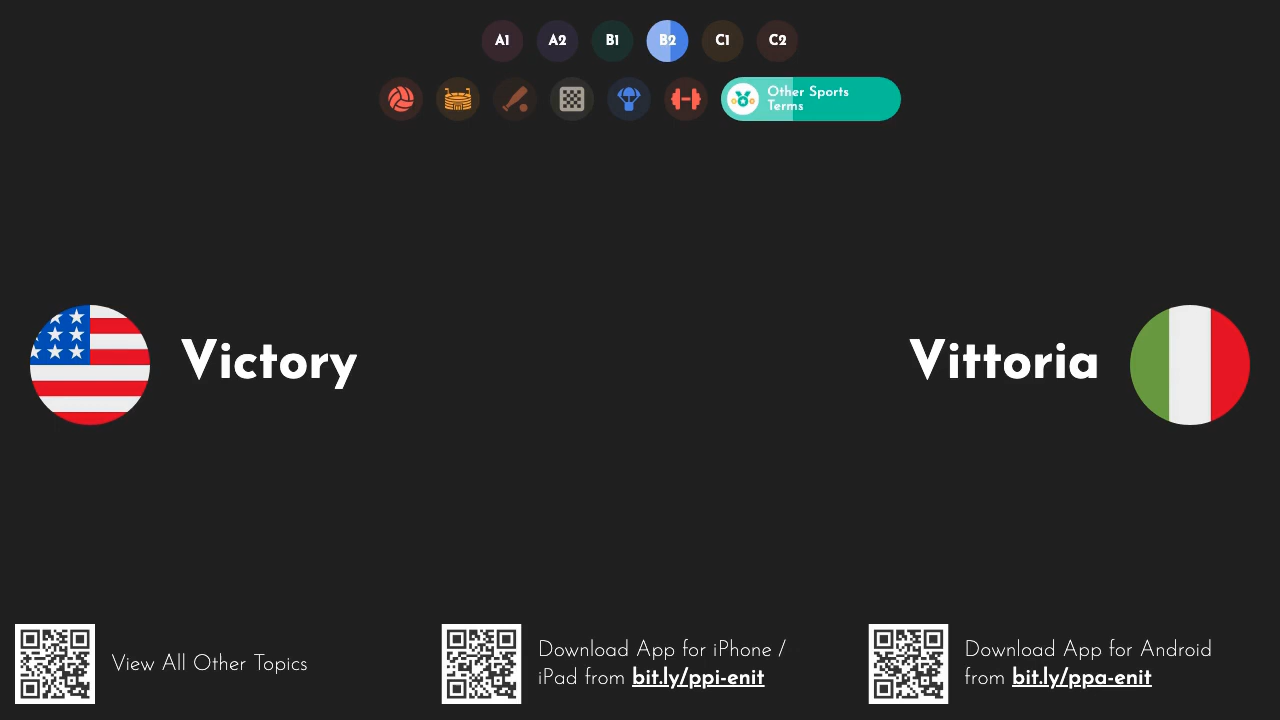 A1 A2 B1 B2 C1 C2
Other Sports
Terms
Victory
Vittoria
View All Other Topics
Download App for iPhone /
iPad from bit.ly/ppi-enit
Download App for Android
from bit.ly/ppa-enit